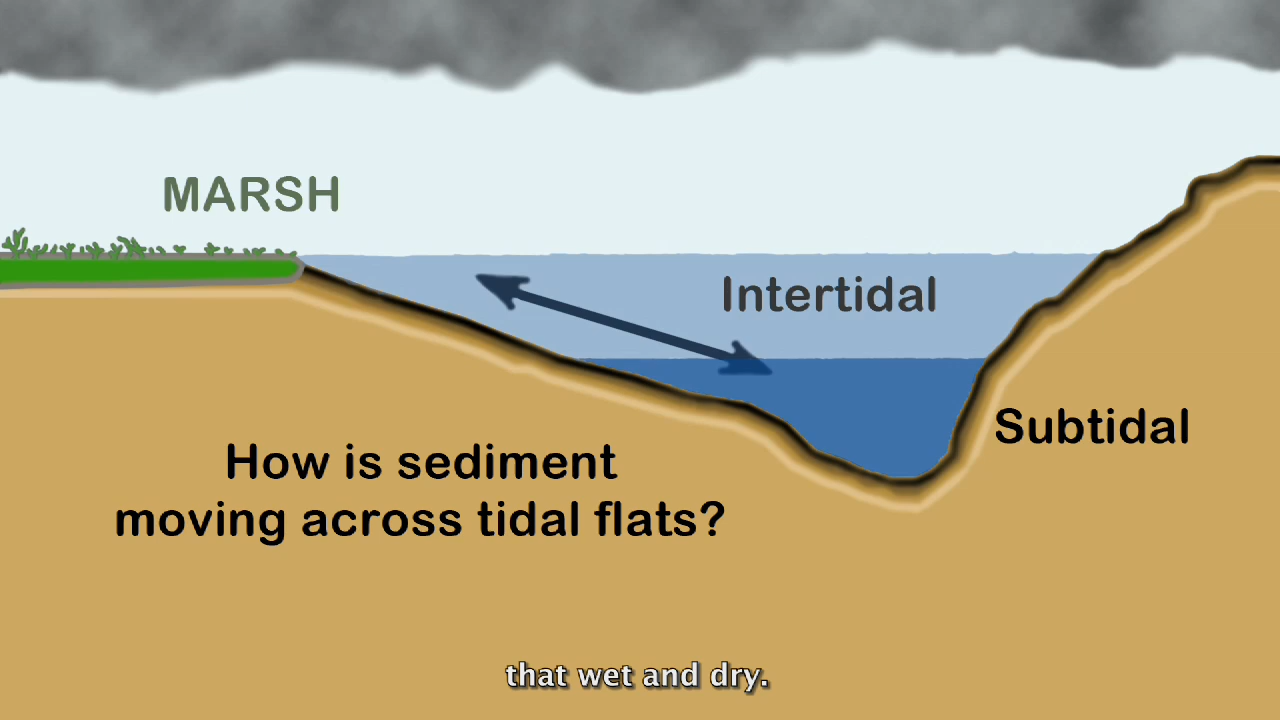 MARSH
Intertidal
Subtidal
How is sediment
moving across tidal flats?
that wet and dry.